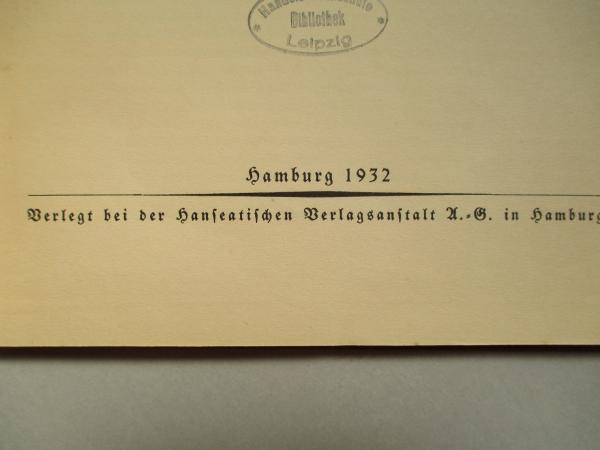 Bibliothek
Leipzig
Hamburg 1932
Verlegt bei der Hanſeatiſchen Verlagsanſtalt A.-G. in Hamburg